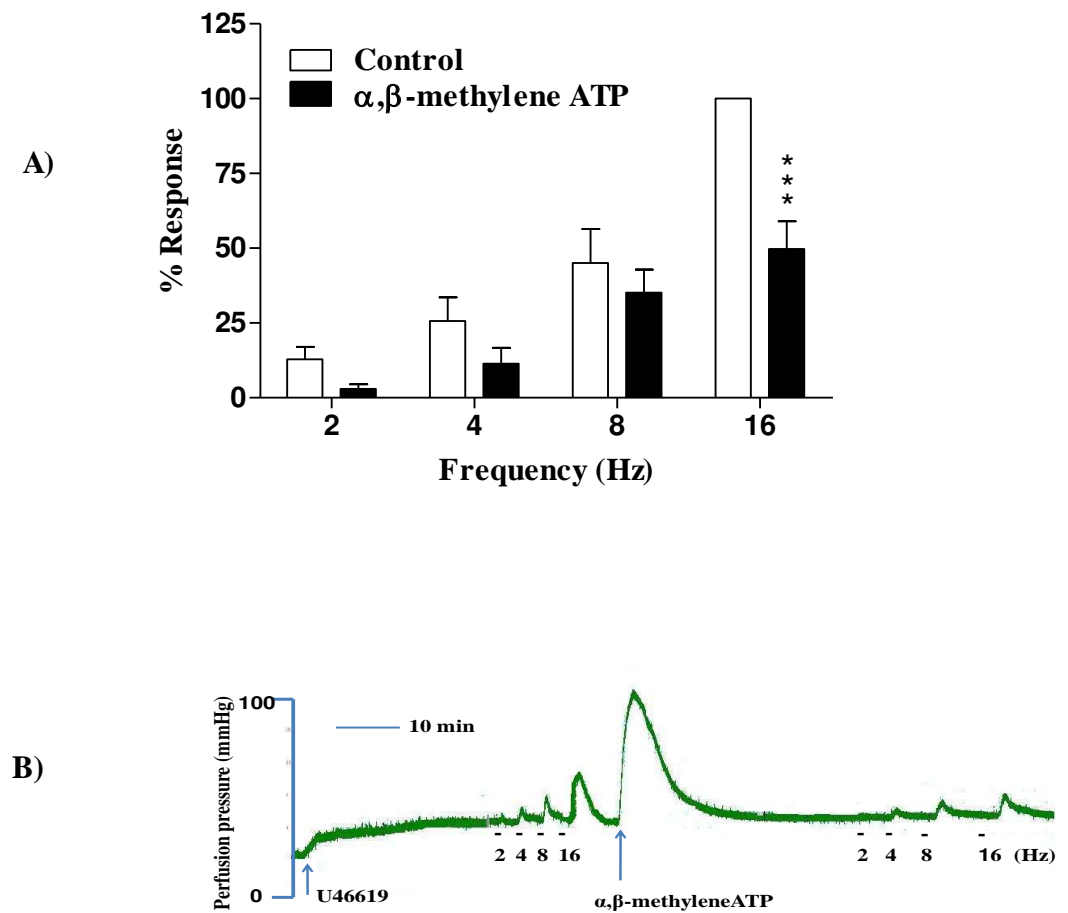 A)
% Response
125
100
75
50
25
0
Control
α,β-methylene ATP
***
2 4 8 16
Frequency (Hz)
B)
Perfusion pressure (mmHg)
100
0
10 min
2 4 8 16
2 4 8 16 (Hz)
U46619
α,β-methyleneATP